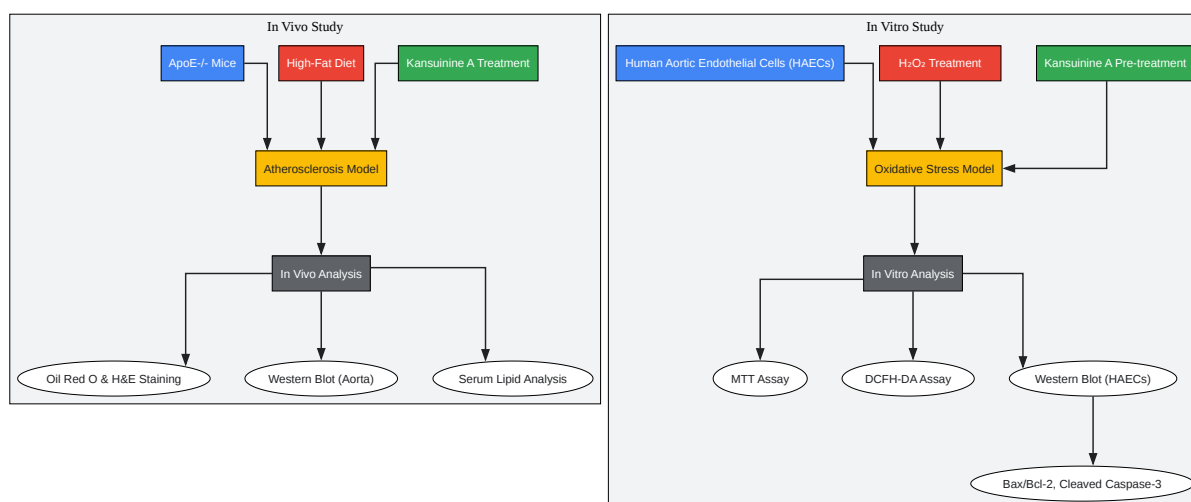 In Vivo Study
ApoE-/- Mice
High-Fat Diet
Kansuinine A Treatment
Atherosclerosis Model
In Vivo Analysis
Oil Red O & H&E Staining
Western Blot (Aorta)
Serum Lipid Analysis
In Vitro Study
Human Aortic Endothelial Cells (HAECs)
H₂O₂ Treatment
Kansuinine A Pre-treatment
Oxidative Stress Model
In Vitro Analysis
MTT Assay
DCFH-DA Assay
Western Blot (HAECs)
Bax/Bcl-2, Cleaved Caspase-3